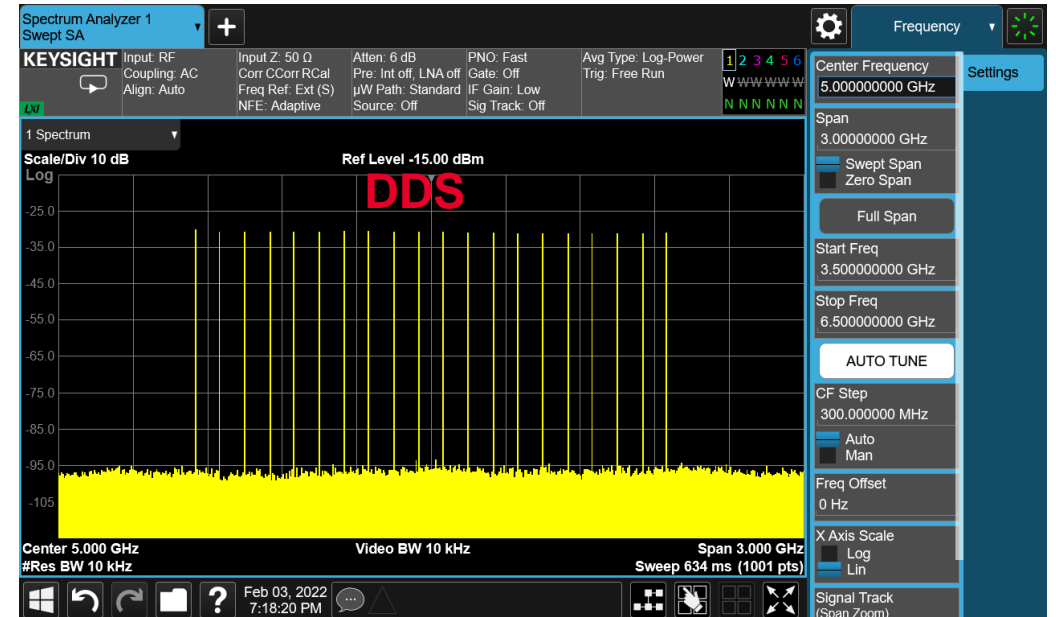 Spectrum Analyzer 1
Swept SA
+
Frequency
KEYSIGHT
Input: RF
Coupling: AC
Align: Auto
Input Z: 50 Ω
Corr CCorr RCal
Freq Ref: Ext (S)
NFE: Adaptive
Atten: 6 dB
Pre: Int off, LNA off
µW Path: Standard
Source: Off
PNO: Fast
Gate: Off
IF Gain: Low
Sig Track: Off
Avg Type: Log-Power
Trig: Free Run
1 2 3 4 5 6
W W W W W W
N N N N N N
LXI
1 Spectrum
Scale/Div 10 dB
Ref Level -15.00 dBm
Log
DDS
-25.0
-35.0
-45.0
-55.0
-65.0
-75.0
-85.0
-95.0
-105
Center 5.000 GHz
Video BW 10 kHz
Span 3.000 GHz
#Res BW 10 kHz
Sweep 634 ms (1001 pts)
?
Feb 03, 2022
7:18:20 PM
Settings
Center Frequency
5.000000000 GHz
Span
3.00000000 GHz
Swept Span
Zero Span
Full Span
Start Freq
3.500000000 GHz
Stop Freq
6.500000000 GHz
AUTO TUNE
CF Step
300.000000 MHz
Auto
Man
Freq Offset
0 Hz
X Axis Scale
Log
Lin
Signal Track
(Span Zoom)